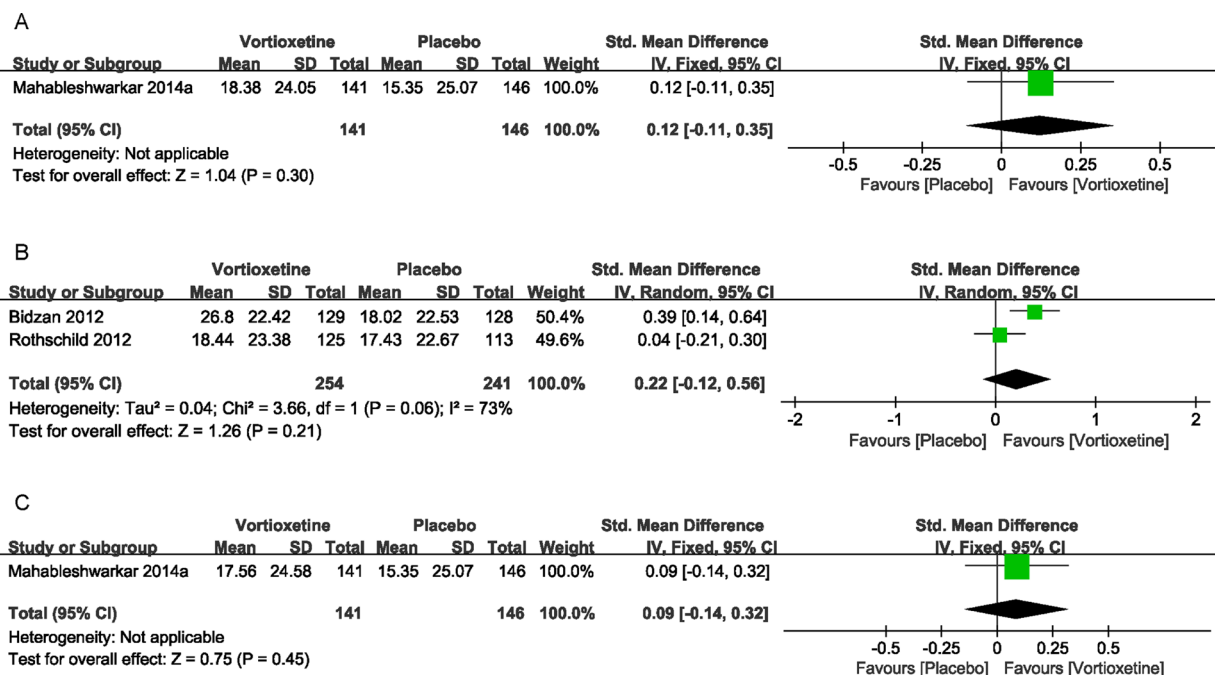 A
Vortioxetine Placebo Std. Mean Difference Std. Mean Difference
Study or Subgroup Mean SD Total Mean SD Total Weight IV, Fixed, 95% CI IV, Fixed, 95% CI
Mahableshwarkar 2014a 18.38 24.05 141 15.35 25.07 146 100.0% 0.12 [-0.11, 0.35]
Total (95% CI) 141 146 100.0% 0.12 [-0.11, 0.35]
Heterogeneity: Not applicable
Test for overall effect: Z = 1.04 (P = 0.30)
-0.5 -0.25 0 0.25 0.5
Favours [Placebo] Favours [Vortioxetine]
B
Vortioxetine Placebo Std. Mean Difference Std. Mean Difference
Study or Subgroup Mean SD Total Mean SD Total Weight IV, Random, 95% CI IV, Random, 95% CI
Bidzan 2012 26.8 22.42 129 18.02 22.53 128 50.4% 0.39 [0.14, 0.64]
Rothschild 2012 18.44 23.38 125 17.43 22.67 113 49.6% 0.04 [-0.21, 0.30]
Total (95% CI) 254 241 100.0% 0.22 [-0.12, 0.56]
Heterogeneity: Tau² = 0.04; Chi² = 3.66, df = 1 (P = 0.06); I² = 73%
Test for overall effect: Z = 1.26 (P = 0.21)
-2 -1 0 1 2
Favours [Placebo] Favours [Vortioxetine]
C
Vortioxetine Placebo Std. Mean Difference Std. Mean Difference
Study or Subgroup Mean SD Total Mean SD Total Weight IV, Fixed, 95% CI IV, Fixed, 95% CI
Mahableshwarkar 2014a 17.56 24.58 141 15.35 25.07 146 100.0% 0.09 [-0.14, 0.32]
Total (95% CI) 141 146 100.0% 0.09 [-0.14, 0.32]
Heterogeneity: Not applicable
Test for overall effect: Z = 0.75 (P = 0.45)
-0.5 -0.25 0 0.25 0.5
Favours [Placebo] Favours [Vortioxetine]